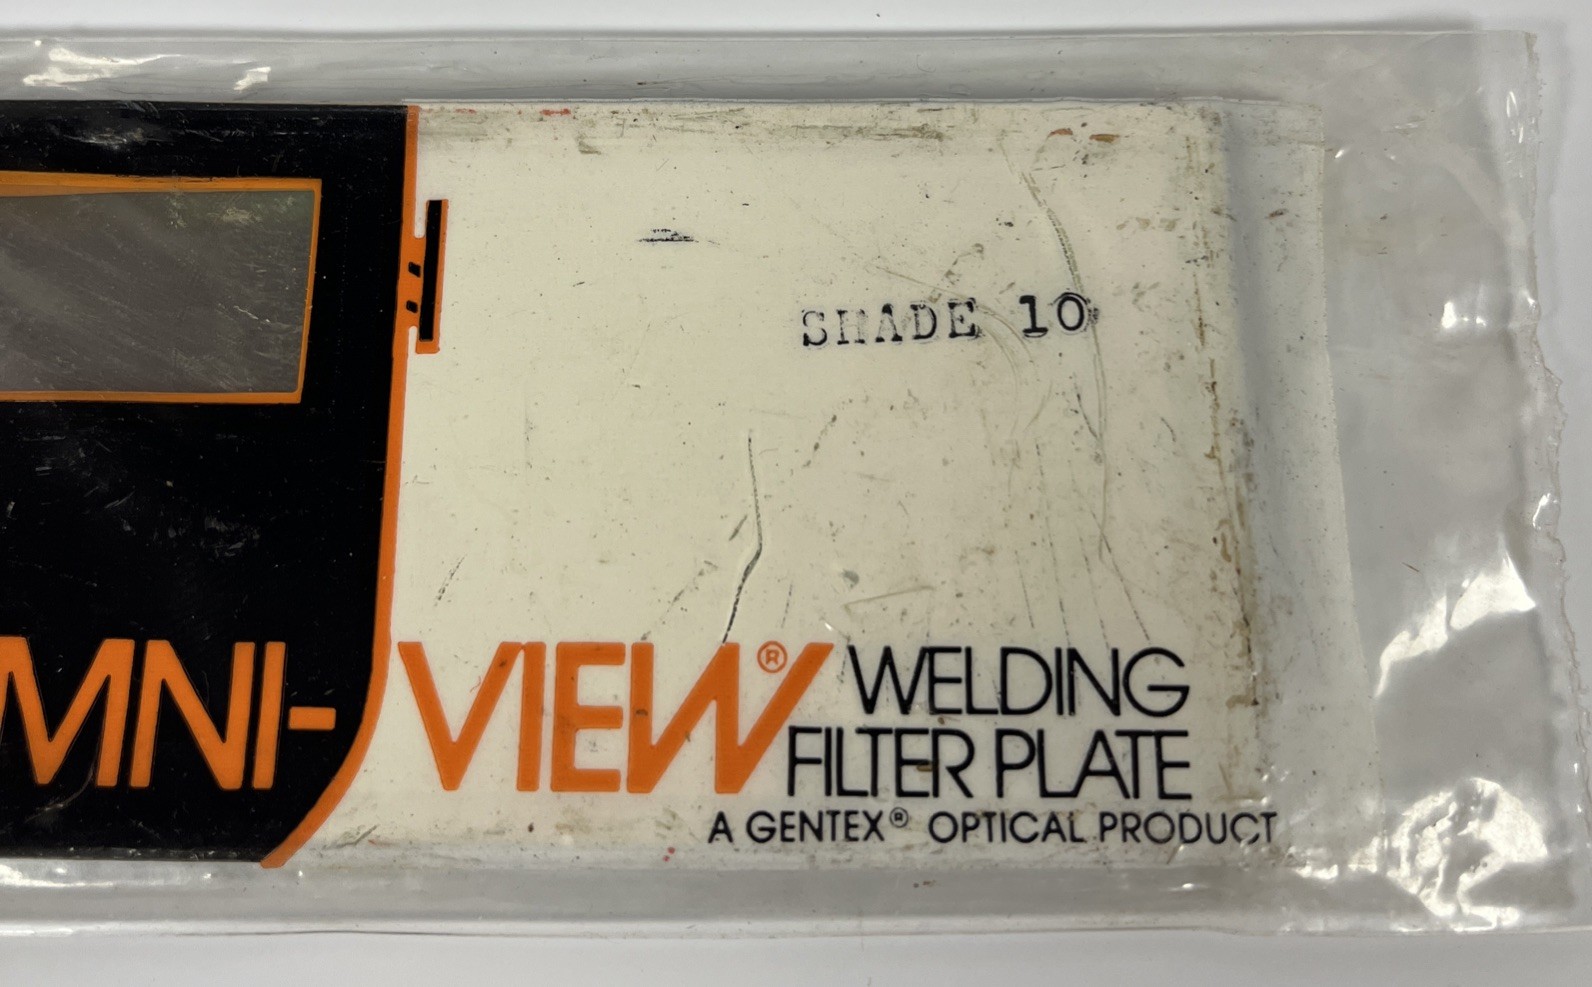 SHADE 10
MNI-VIEW® WELDING
FILTER PLATE
A GENTEX® OPTICAL PRODUCT